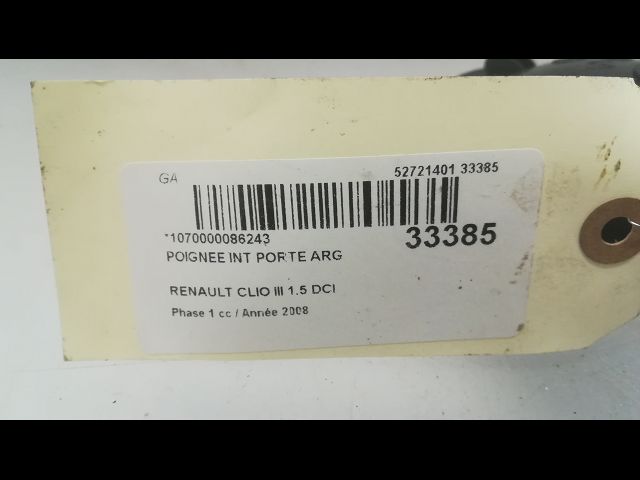 GA
52721401 33385
*1070000086243
33385
POIGNEE INT PORTE ARG
RENAULT CLIO III 1.5 DCI
Phase 1 cc / Année 2008